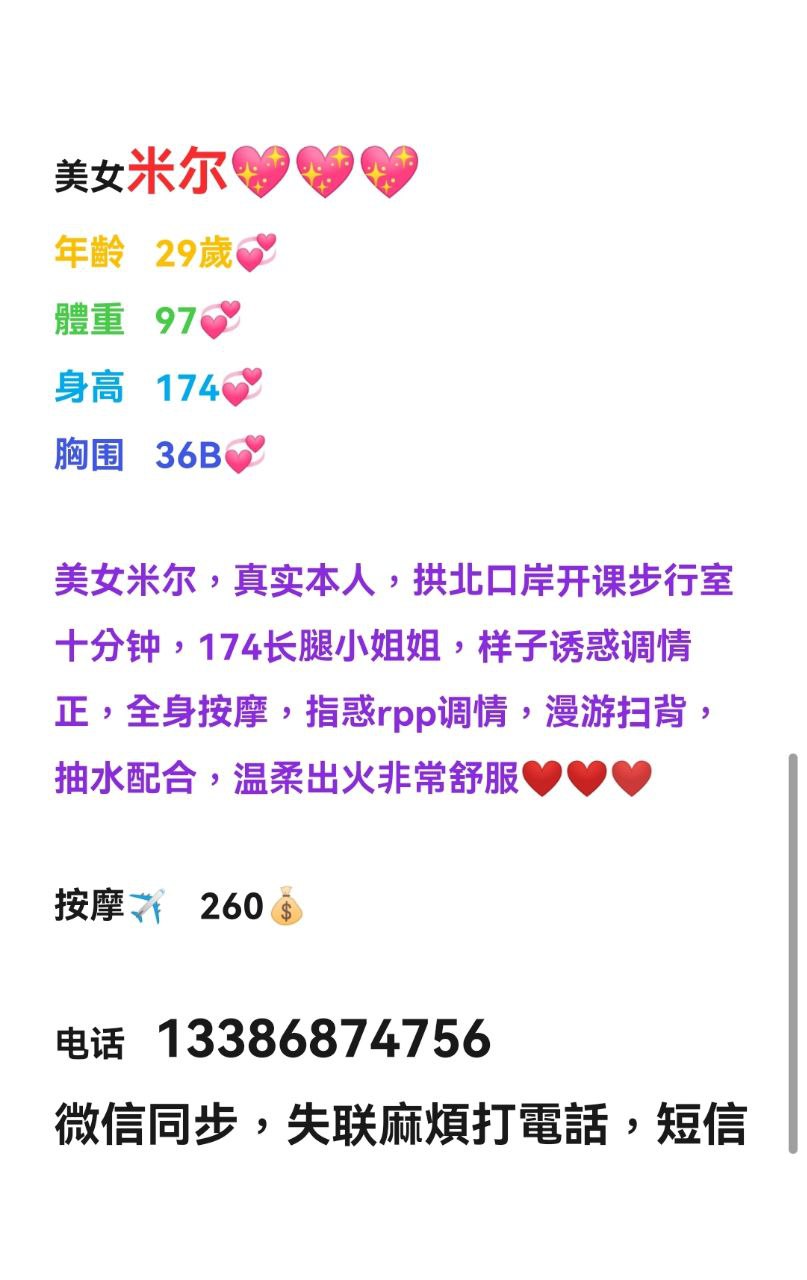 美女米尔💖💖💖
年齡 29歲💞
體重 97💞
身高 174💞
胸围 36B💞
美女米尔，真实本人，拱北口岸开课步行室
十分钟，174长腿小姐姐，样子诱惑调情
正，全身按摩，指惑rpp调情，漫游扫背，
抽水配合，温柔出火非常舒服❤️❤️❤️
按摩✈️ 260💰
电话 13386874756
微信同步，失联麻煩打電話，短信